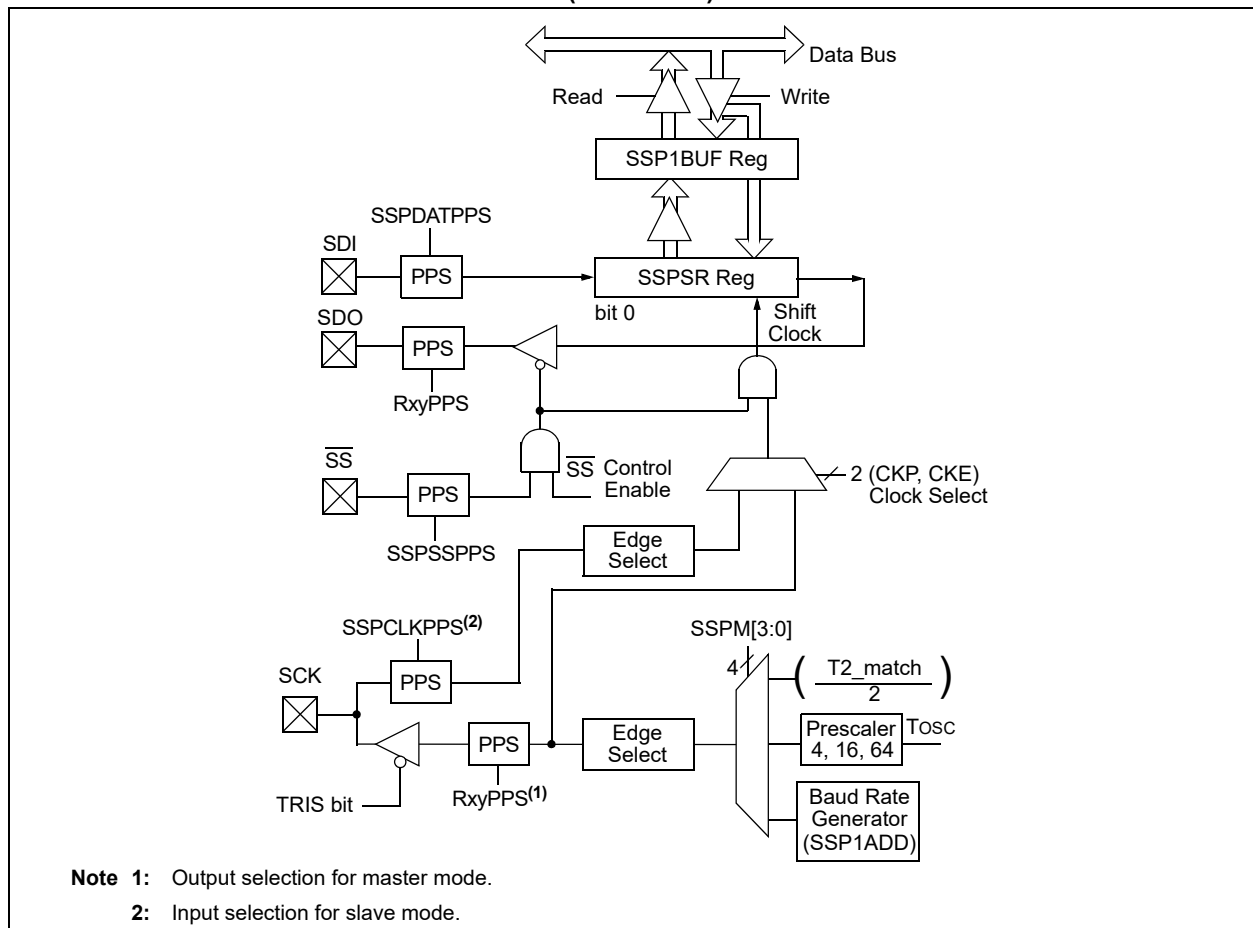 Data Bus
Read
Write
SSP1BUF Reg
SSPDATPPS
SDI
PPS
SSPSR Reg
bit 0
Shift
Clock
SDO
PPS
RxyPPS
SS
PPS
SS Control
Enable
2 (CKP, CKE)
Clock Select
SSPSSPPS
Edge
Select
SSPCLKPPS(2)
SSPM[3:0]
4
T2_match
2
SCK
PPS
PPS
Edge
Select
Prescaler
4, 16, 64
TOSC
TRIS bit
RxyPPS(1)
Baud Rate
Generator
(SSP1ADD)
Note 1: Output selection for master mode.
2: Input selection for slave mode.